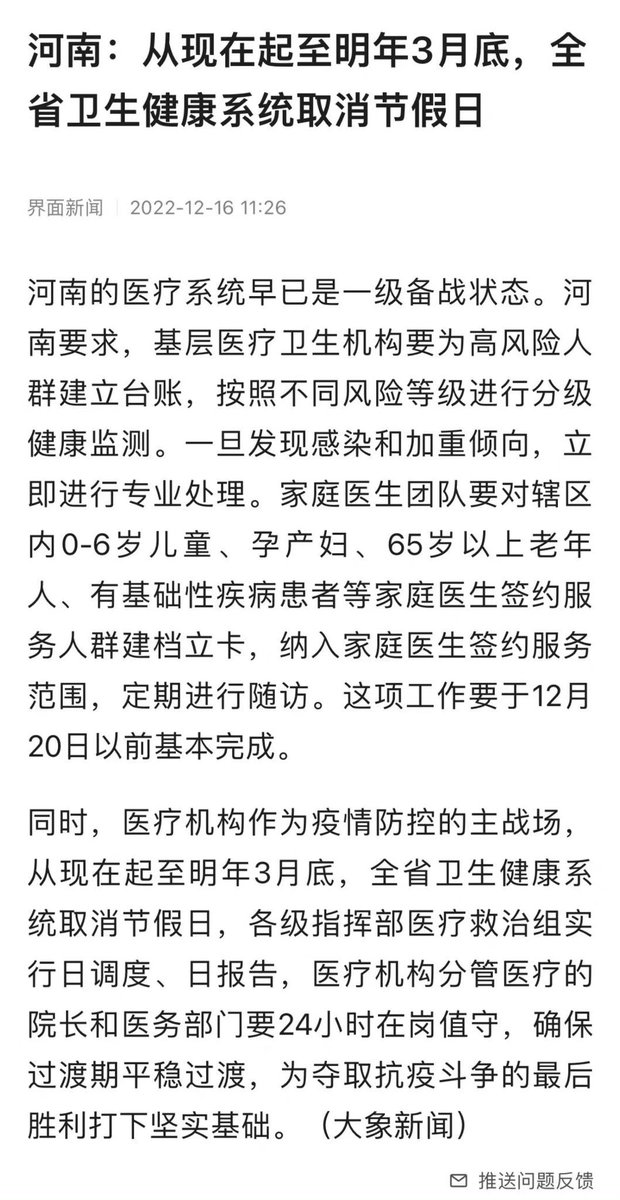 河南：从现在起至明年3月底，全
省卫生健康系统取消节假日
界面新闻 2022-12-16 11:26
河南的医疗系统早已是一级备战状态。河
南要求，基层医疗卫生机构要为高风险人
群建立台账，按照不同风险等级进行分级
健康监测。一旦发现感染和加重倾向，立
即进行专业处理。家庭医生团队要对辖区
内0-6岁儿童、孕产妇、65岁以上老年
人、有基础性疾病患者等家庭医生签约服
务人群建档立卡，纳入家庭医生签约服务
范围，定期进行随访。这项工作要于12月
20日以前基本完成。
同时，医疗机构作为疫情防控的主战场，
从现在起至明年3月底，全省卫生健康系
统取消节假日，各级指挥部医疗救治组实
行日调度、日报告，医疗机构分管医疗的
院长和医务部门要24小时在岗值守，确保
过渡期平稳过渡，为夺取抗疫斗争的最后
胜利打下坚实基础。（大象新闻）
推送问题反馈